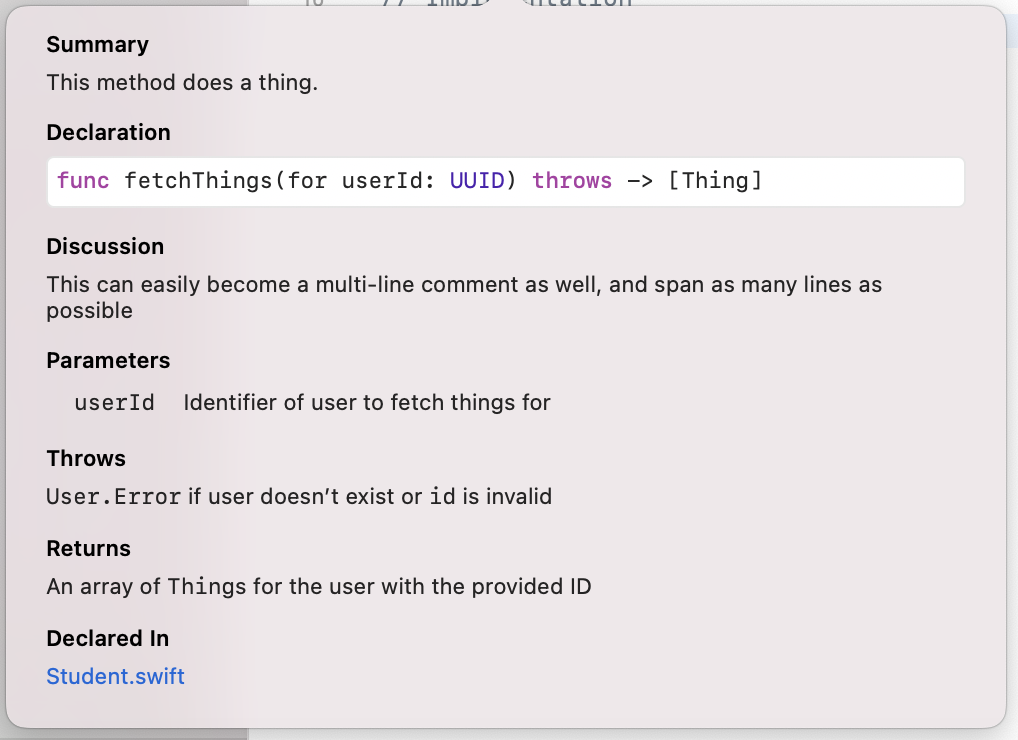 Summary
This method does a thing.
Declaration
func fetchThings(for userId: UUID) throws -> [Thing]
Discussion
This can easily become a multi-line comment as well, and span as many lines as
possible
Parameters
userId Identifier of user to fetch things for
Throws
User.Error if user doesn’t exist or id is invalid
Returns
An array of Things for the user with the provided ID
Declared In
Student.swift